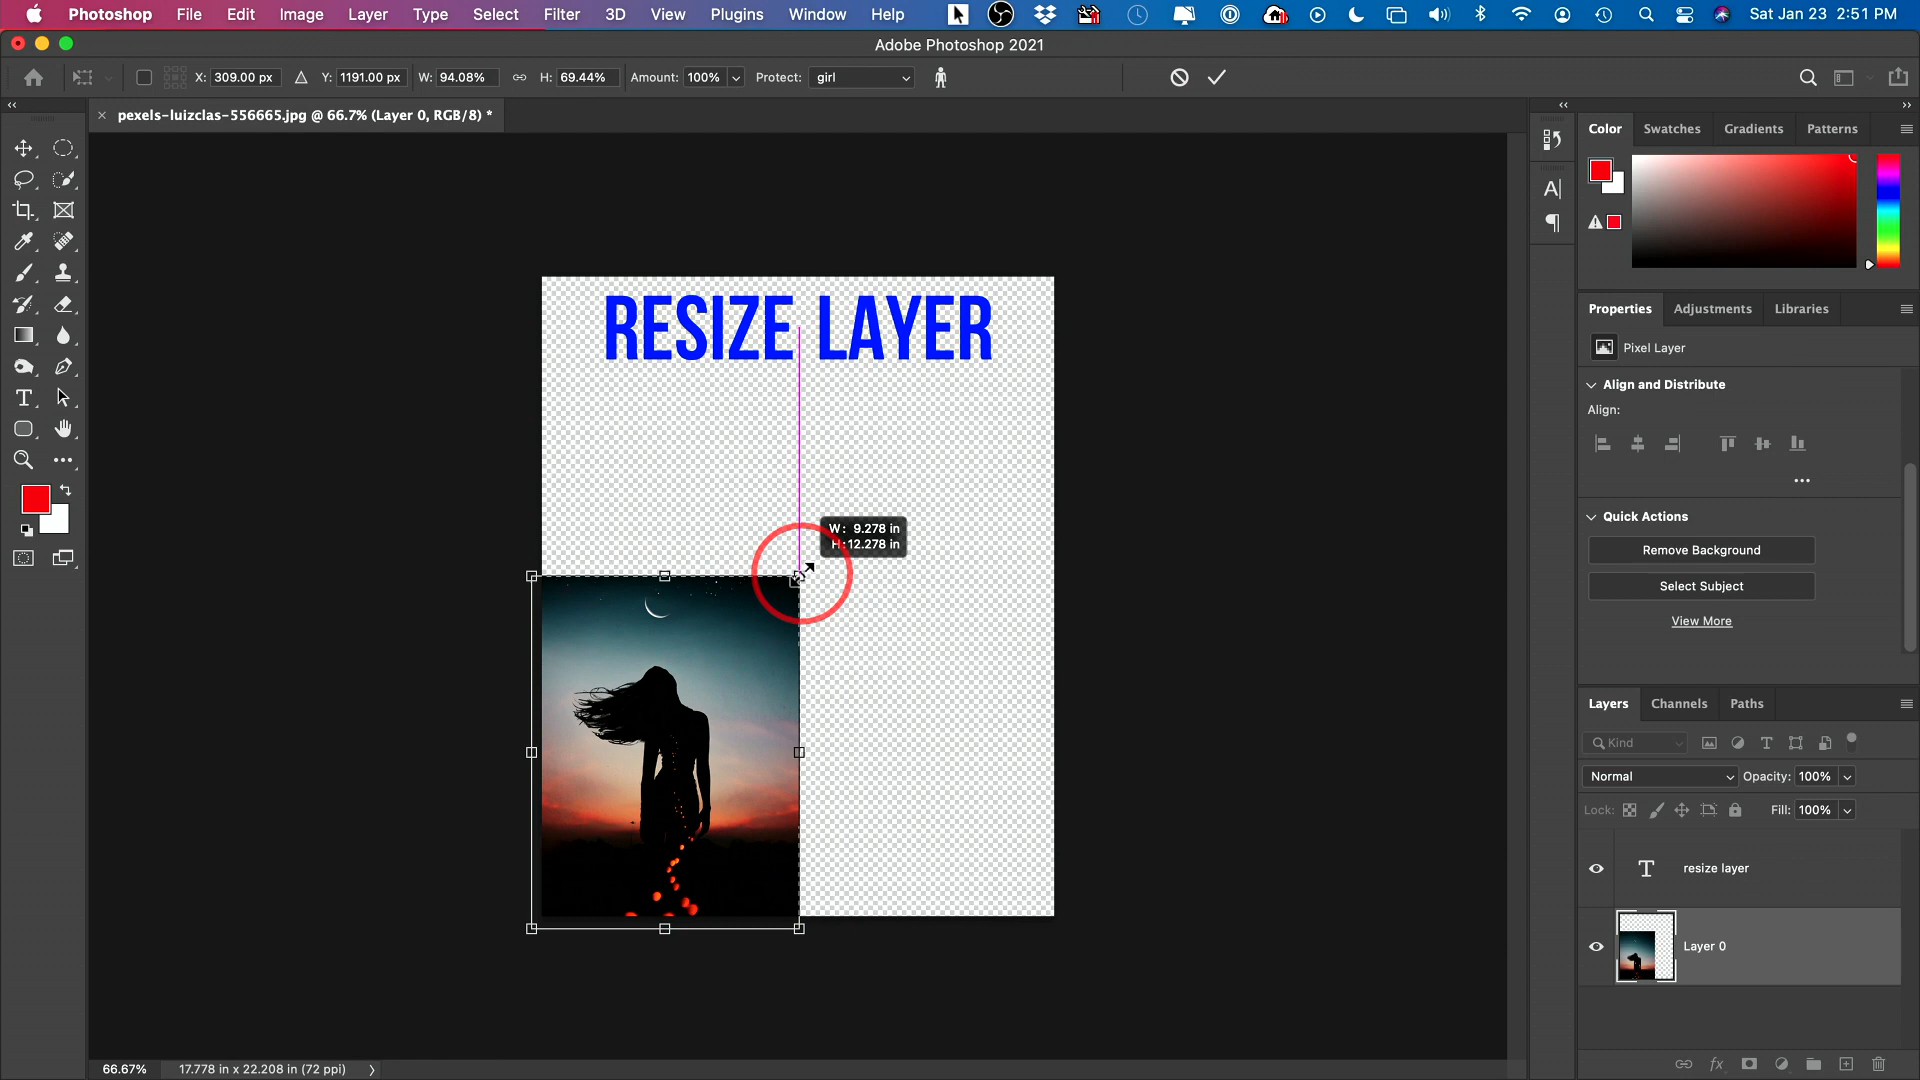 Photoshop File Edit Image Layer Type Select Filter 3D View Plugins Window Help Sat Jan 23 2:51 PM
Adobe Photoshop 2021
X: 309.00 px Y: 1191.00 px W: 94.08% H: 69.44% Amount: 100% Protect: girl
pexels-luizclas-556665.jpg @ 66.7% (Layer 0, RGB/8) *
Color Swatches Gradients Patterns
RESIZE LAYER
Properties Adjustments Libraries
Pixel Layer
Align and Distribute
Align:
Quick Actions
W: 9.278 in
H: 12.278 in
Remove Background
Select Subject
View More
Layers Channels Paths
Kind
Normal Opacity: 100%
Lock: Fill: 100%
T resize layer
Layer 0
66.67% 17.778 in x 22.208 in (72 ppi)
fx